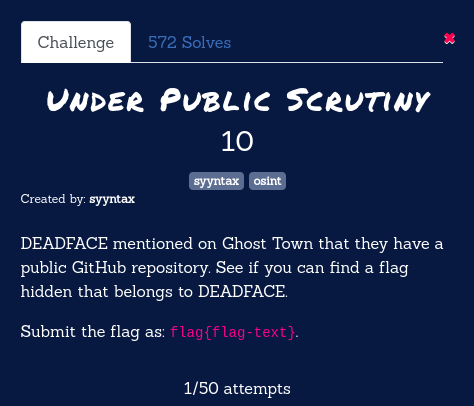 Challenge
572 Solves
Under Public Scrutiny
10
syyntax osint
Created by: syyntax
DEADFACE mentioned on Ghost Town that they have a
public GitHub repository. See if you can find a flag
hidden that belongs to DEADFACE.
Submit the flag as: flag{flag-text}.
1/50 attempts